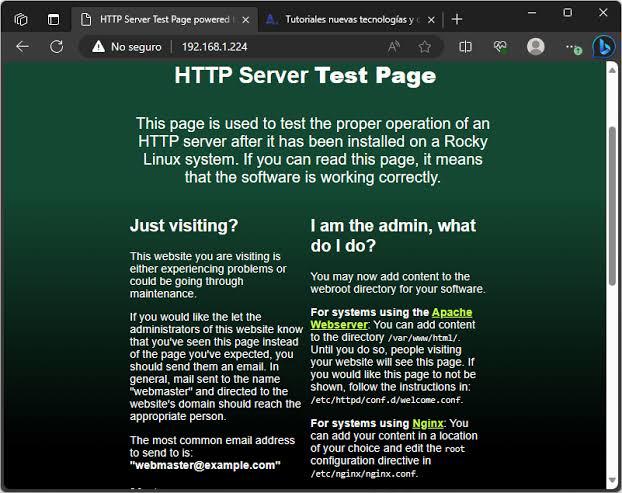 HTTP Server Test Page powered
Tutoriales nuevas tecnologías y
No seguro
192.168.1.224
HTTP Server Test Page
This page is used to test the proper operation of an
HTTP server after it has been installed on a Rocky
Linux system. If you can read this page, it means
that the software is working correctly.
Just visiting?
This website you are visiting is
either experiencing problems or
could be going through
maintenance.
If you would like the let the
administrators of this website know
that you've seen this page instead
of the page you've expected, you
should send them an email. In
general, mail sent to the name
"webmaster" and directed to the
website's domain should reach the
appropriate person.
The most common email address
to send to is:
"webmaster@example.com"
I am the admin, what
do I do?
You may now add content to the
webroot directory for your software.
For systems using the Apache
Webserver: You can add content
to the directory /var/www/html/.
Until you do so, people visiting
your website will see this page. If
you would like this page to not be
shown, follow the instructions in:
/etc/httpd/conf.d/welcome.conf.
For systems using Nginx: You
can add your content in a location
of your choice and edit the root
configuration directive in
/etc/nginx/nginx.conf.